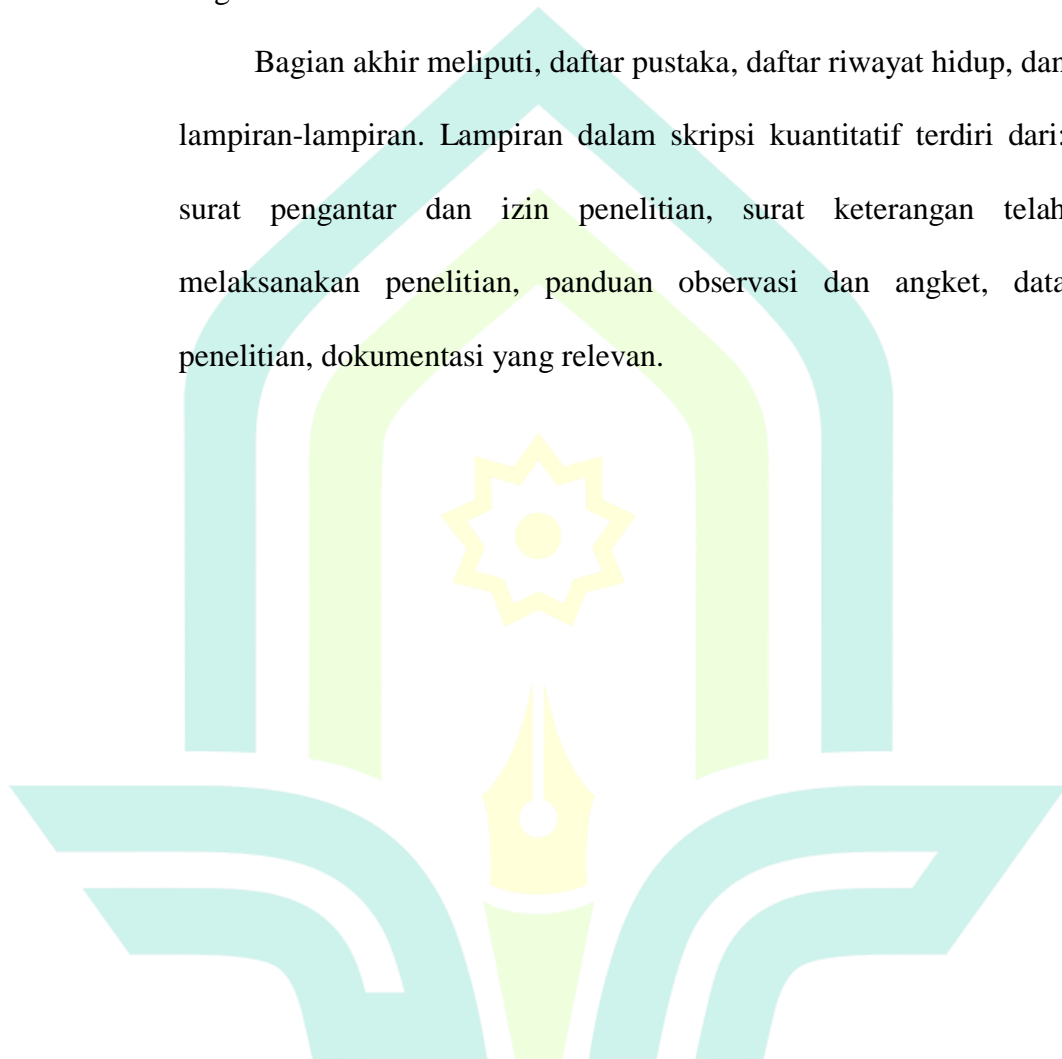 Bagian akhir meliputi, daftar pustaka, daftar riwayat hidup, dan
lampiran-lampiran. Lampiran dalam skripsi kuantitatif terdiri dari:
surat pengantar dan izin penelitian, surat keterangan telah
melaksanakan penelitian, panduan observasi dan angket, data
penelitian, dokumentasi yang relevan.